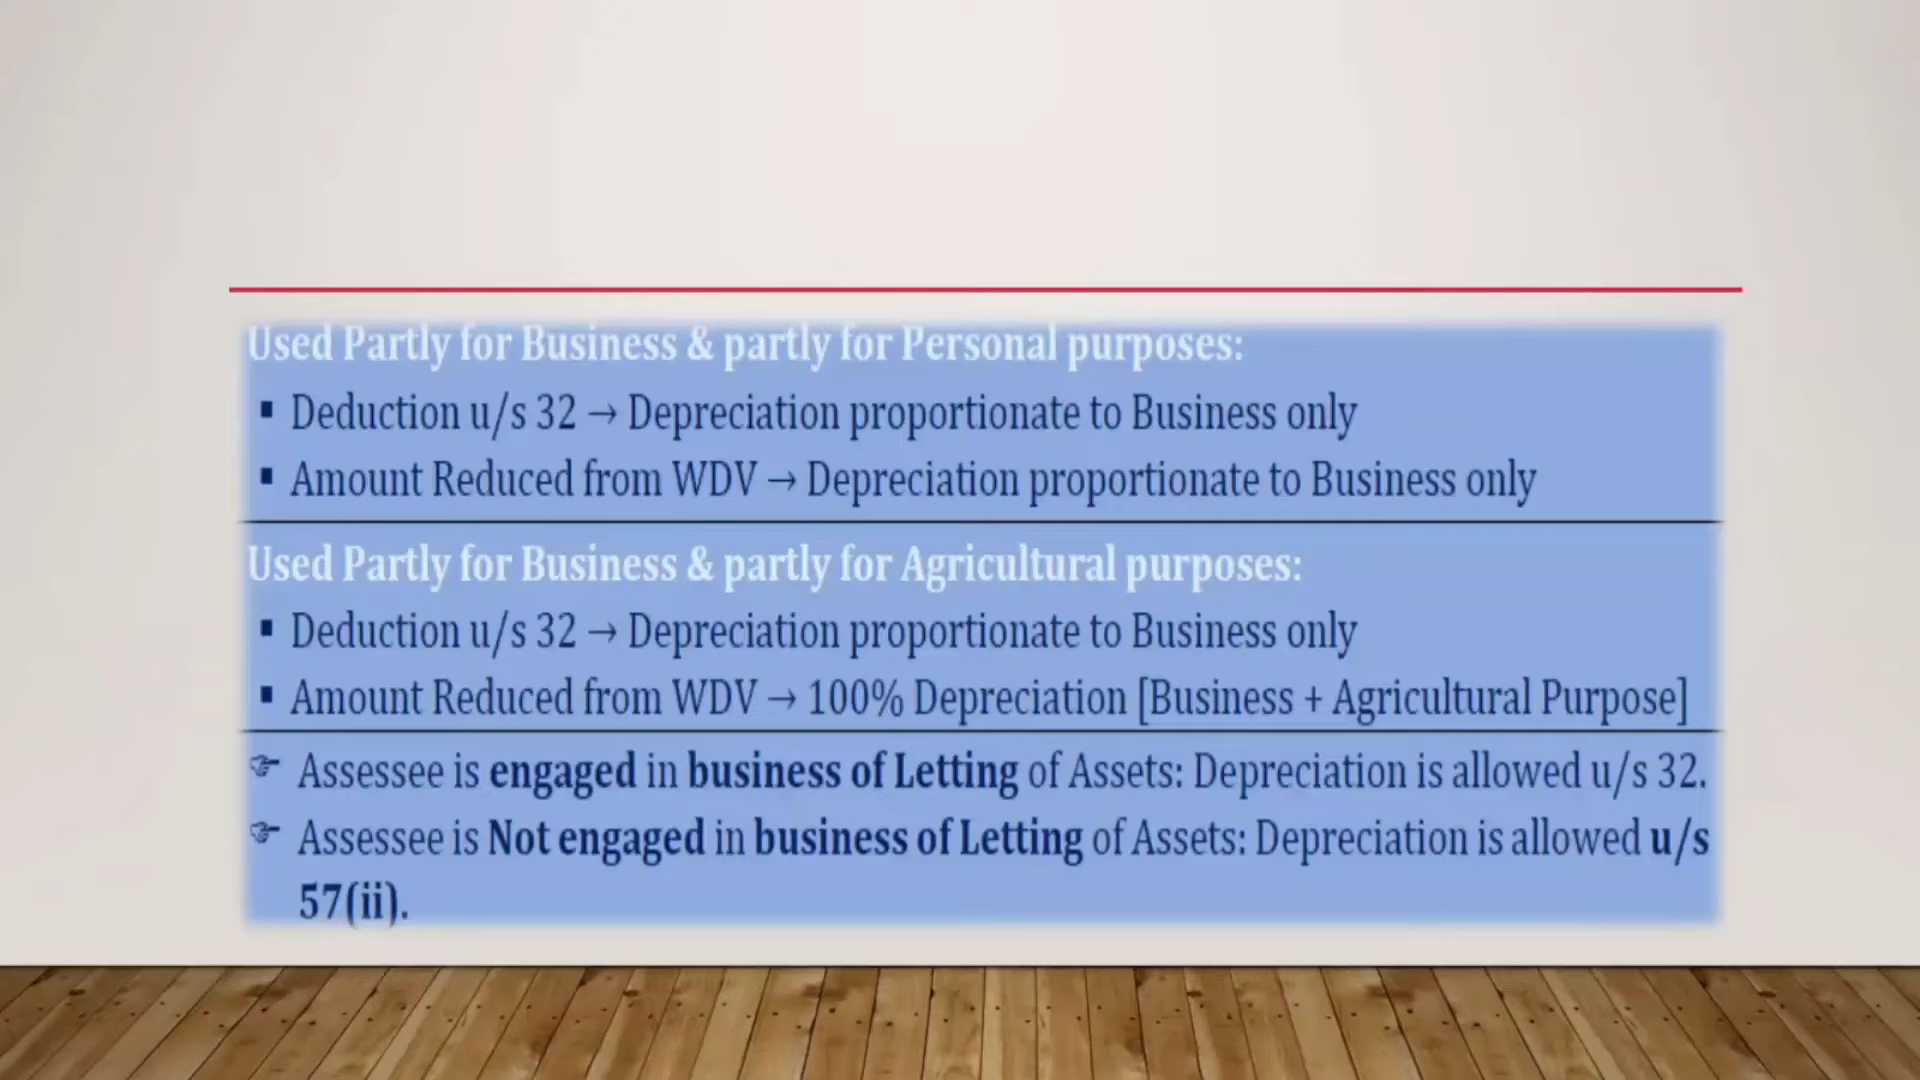 Used Partly for Business & partly for Personal purposes:
▪ Deduction u/s 32 → Depreciation proportionate to Business only
▪ Amount Reduced from WDV → Depreciation proportionate to Business only
Used Partly for Business & partly for Agricultural purposes:
▪ Deduction u/s 32 → Depreciation proportionate to Business only
▪ Amount Reduced from WDV → 100% Depreciation [Business + Agricultural Purpose]
☞ Assessee is engaged in business of Letting of Assets: Depreciation is allowed u/s 32.
☞ Assessee is Not engaged in business of Letting of Assets: Depreciation is allowed u/s
57(ii).